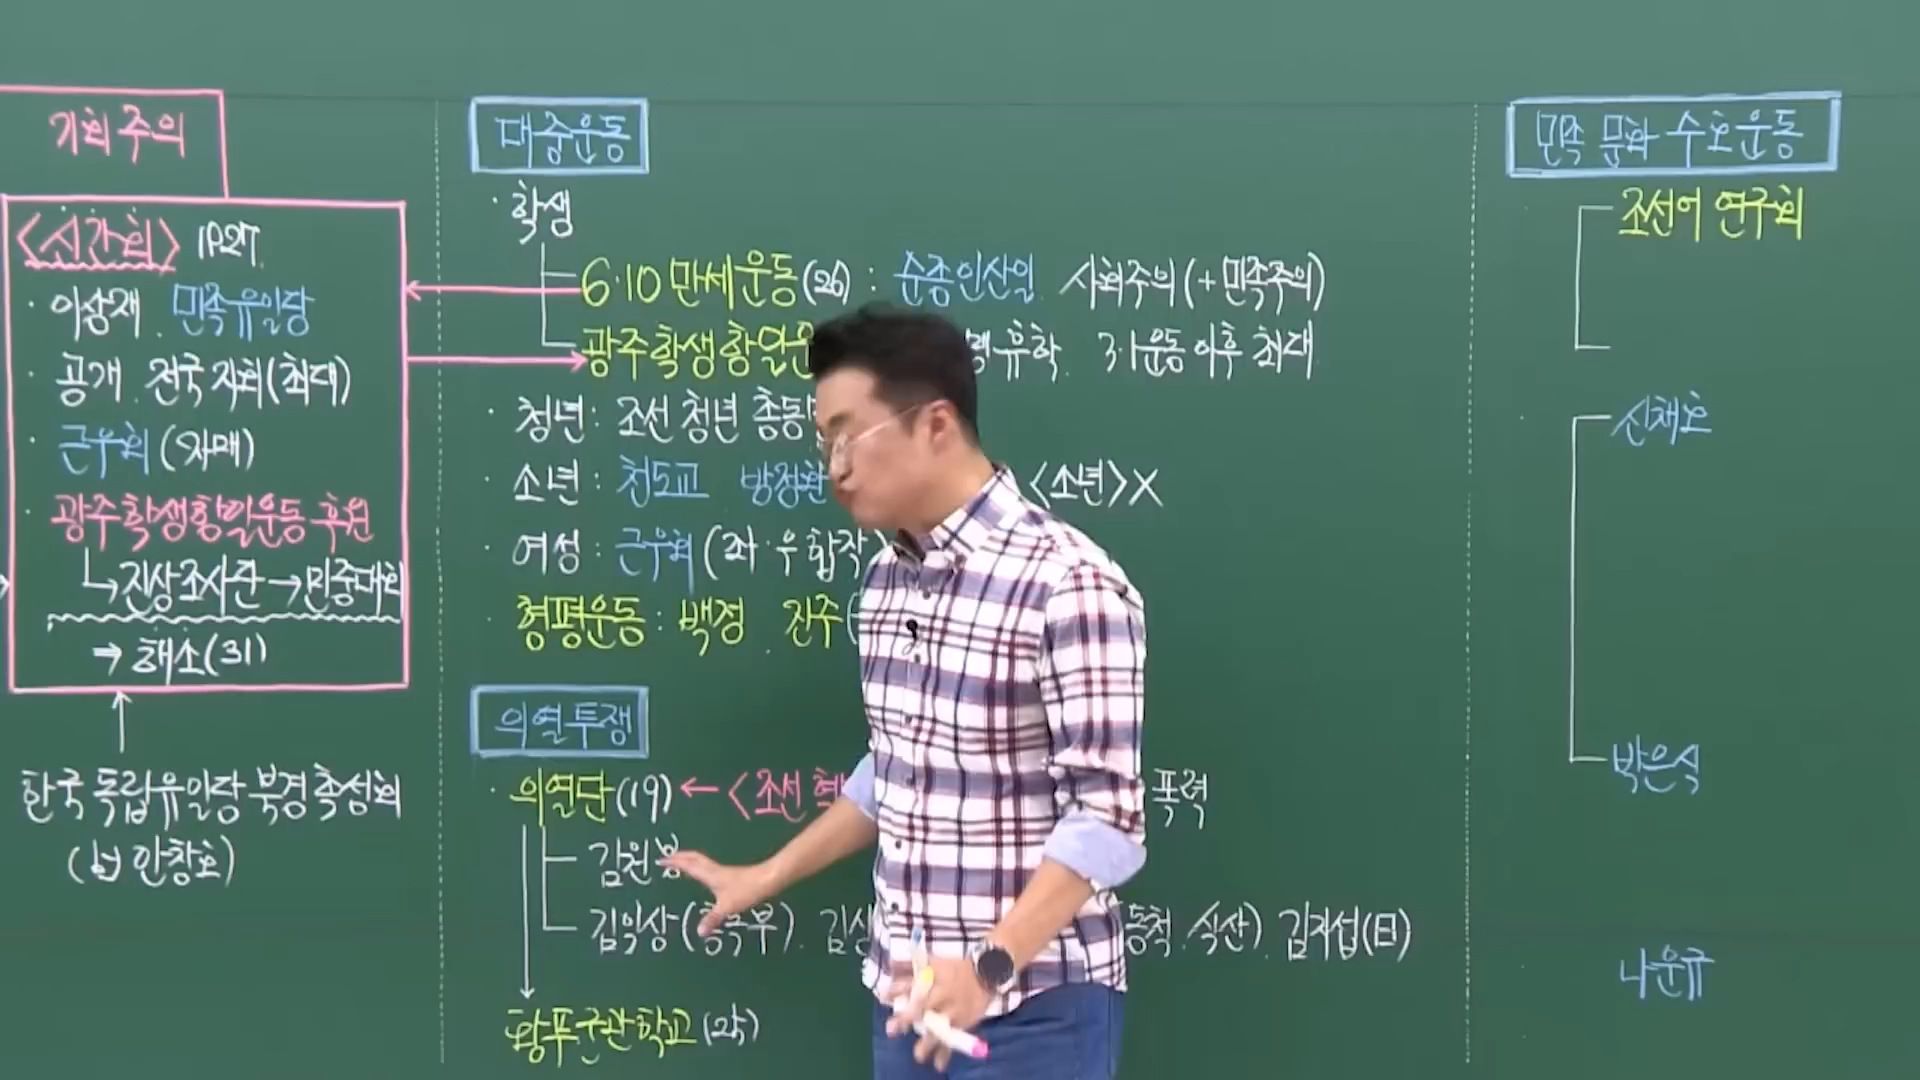 기회주의
<신간회> 1927.
· 이상재. 민족유일당
· 공개. 전국 지회(최대)
· 근우회 (자매)
· 광주학생항일운동 후원
→진상조사단→민중대회
⇒ 해소(31)
한국독립유일당 북경촉성회
(by 안창호)
대중운동
· 학생
6·10 만세운동(26) : 순종인산일. 사회주의(+민족주의)
광주학생항일운 휴학. 3·1운동 이후 최대
· 청년: 조선 청년 총동
· 소년: 천도교 방정환 <소년>X
· 여성: 근우회 (좌·우 합작
· 형평운동: 백정. 진주(
의열투쟁
· 의열단(19) ← <조선 혁 폭력
김원봉
김익상(총독부). 김상 동척. 식산). 김지섭(日)
황푸군관학교(25)
민족 문화 수호운동
조선어 연구회
신채호
박은식
나운규